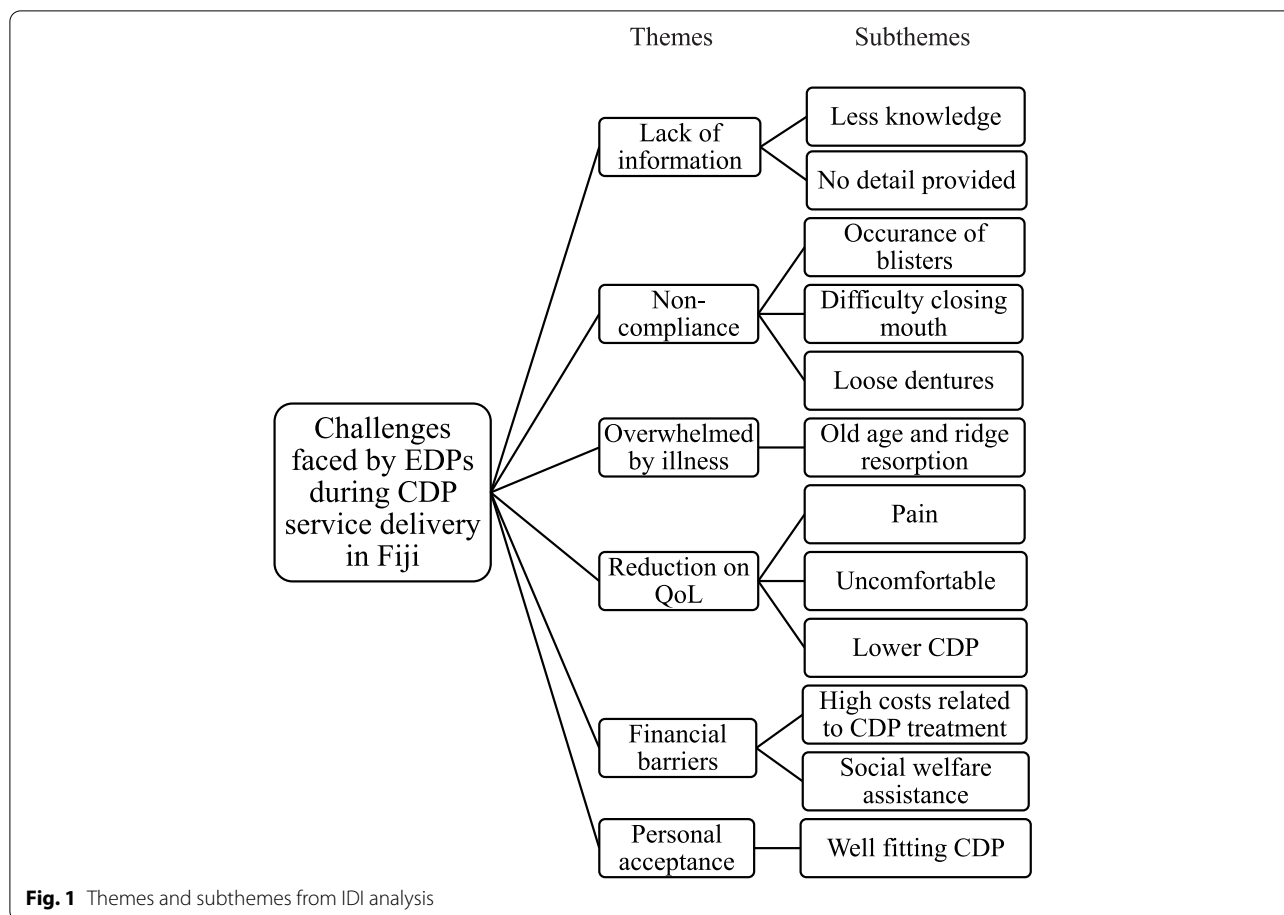 Themes
Subthemes
Challenges
faced by EDPs
during CDP
service delivery
in Fiji
Lack of
information
Less knowledge
No detail provided
Non-
compliance
Occurance of
blisters
Difficulty closing
mouth
Loose dentures
Overwhelmed
by illness
Old age and ridge
resorption
Reduction on
QoL
Pain
Uncomfortable
Lower CDP
Financial
barriers
High costs related
to CDP treatment
Social welfare
assistance
Personal
acceptance
Well fitting CDP
Fig. 1 Themes and subthemes from IDI analysis